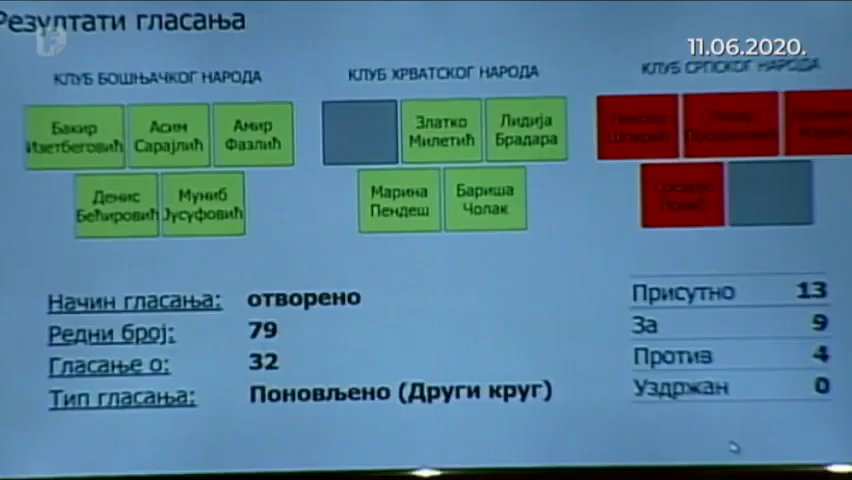 Резултати гласања
11.06.2020.
КЛУБ БОШЊАЧКОГ НАРОДА
КЛУБ ХРВАТСКОГ НАРОДА
КЛУБ СРПСКОГ НАРОДА
Бакир
Изетбеговић
Асим
Сарајлић
Амир
Фазлић
Денис
Бећировић
Муниб
Јусуфовић
Златко
Милетић
Лидија
Брадара
Марина
Пендеш
Бариша
Чолак
Начин гласања: отворено
Редни број: 79
Гласање о: 32
Тип гласања: Поновљено (Други круг)
Присутно 13
За 9
Против 4
Уздржан 0